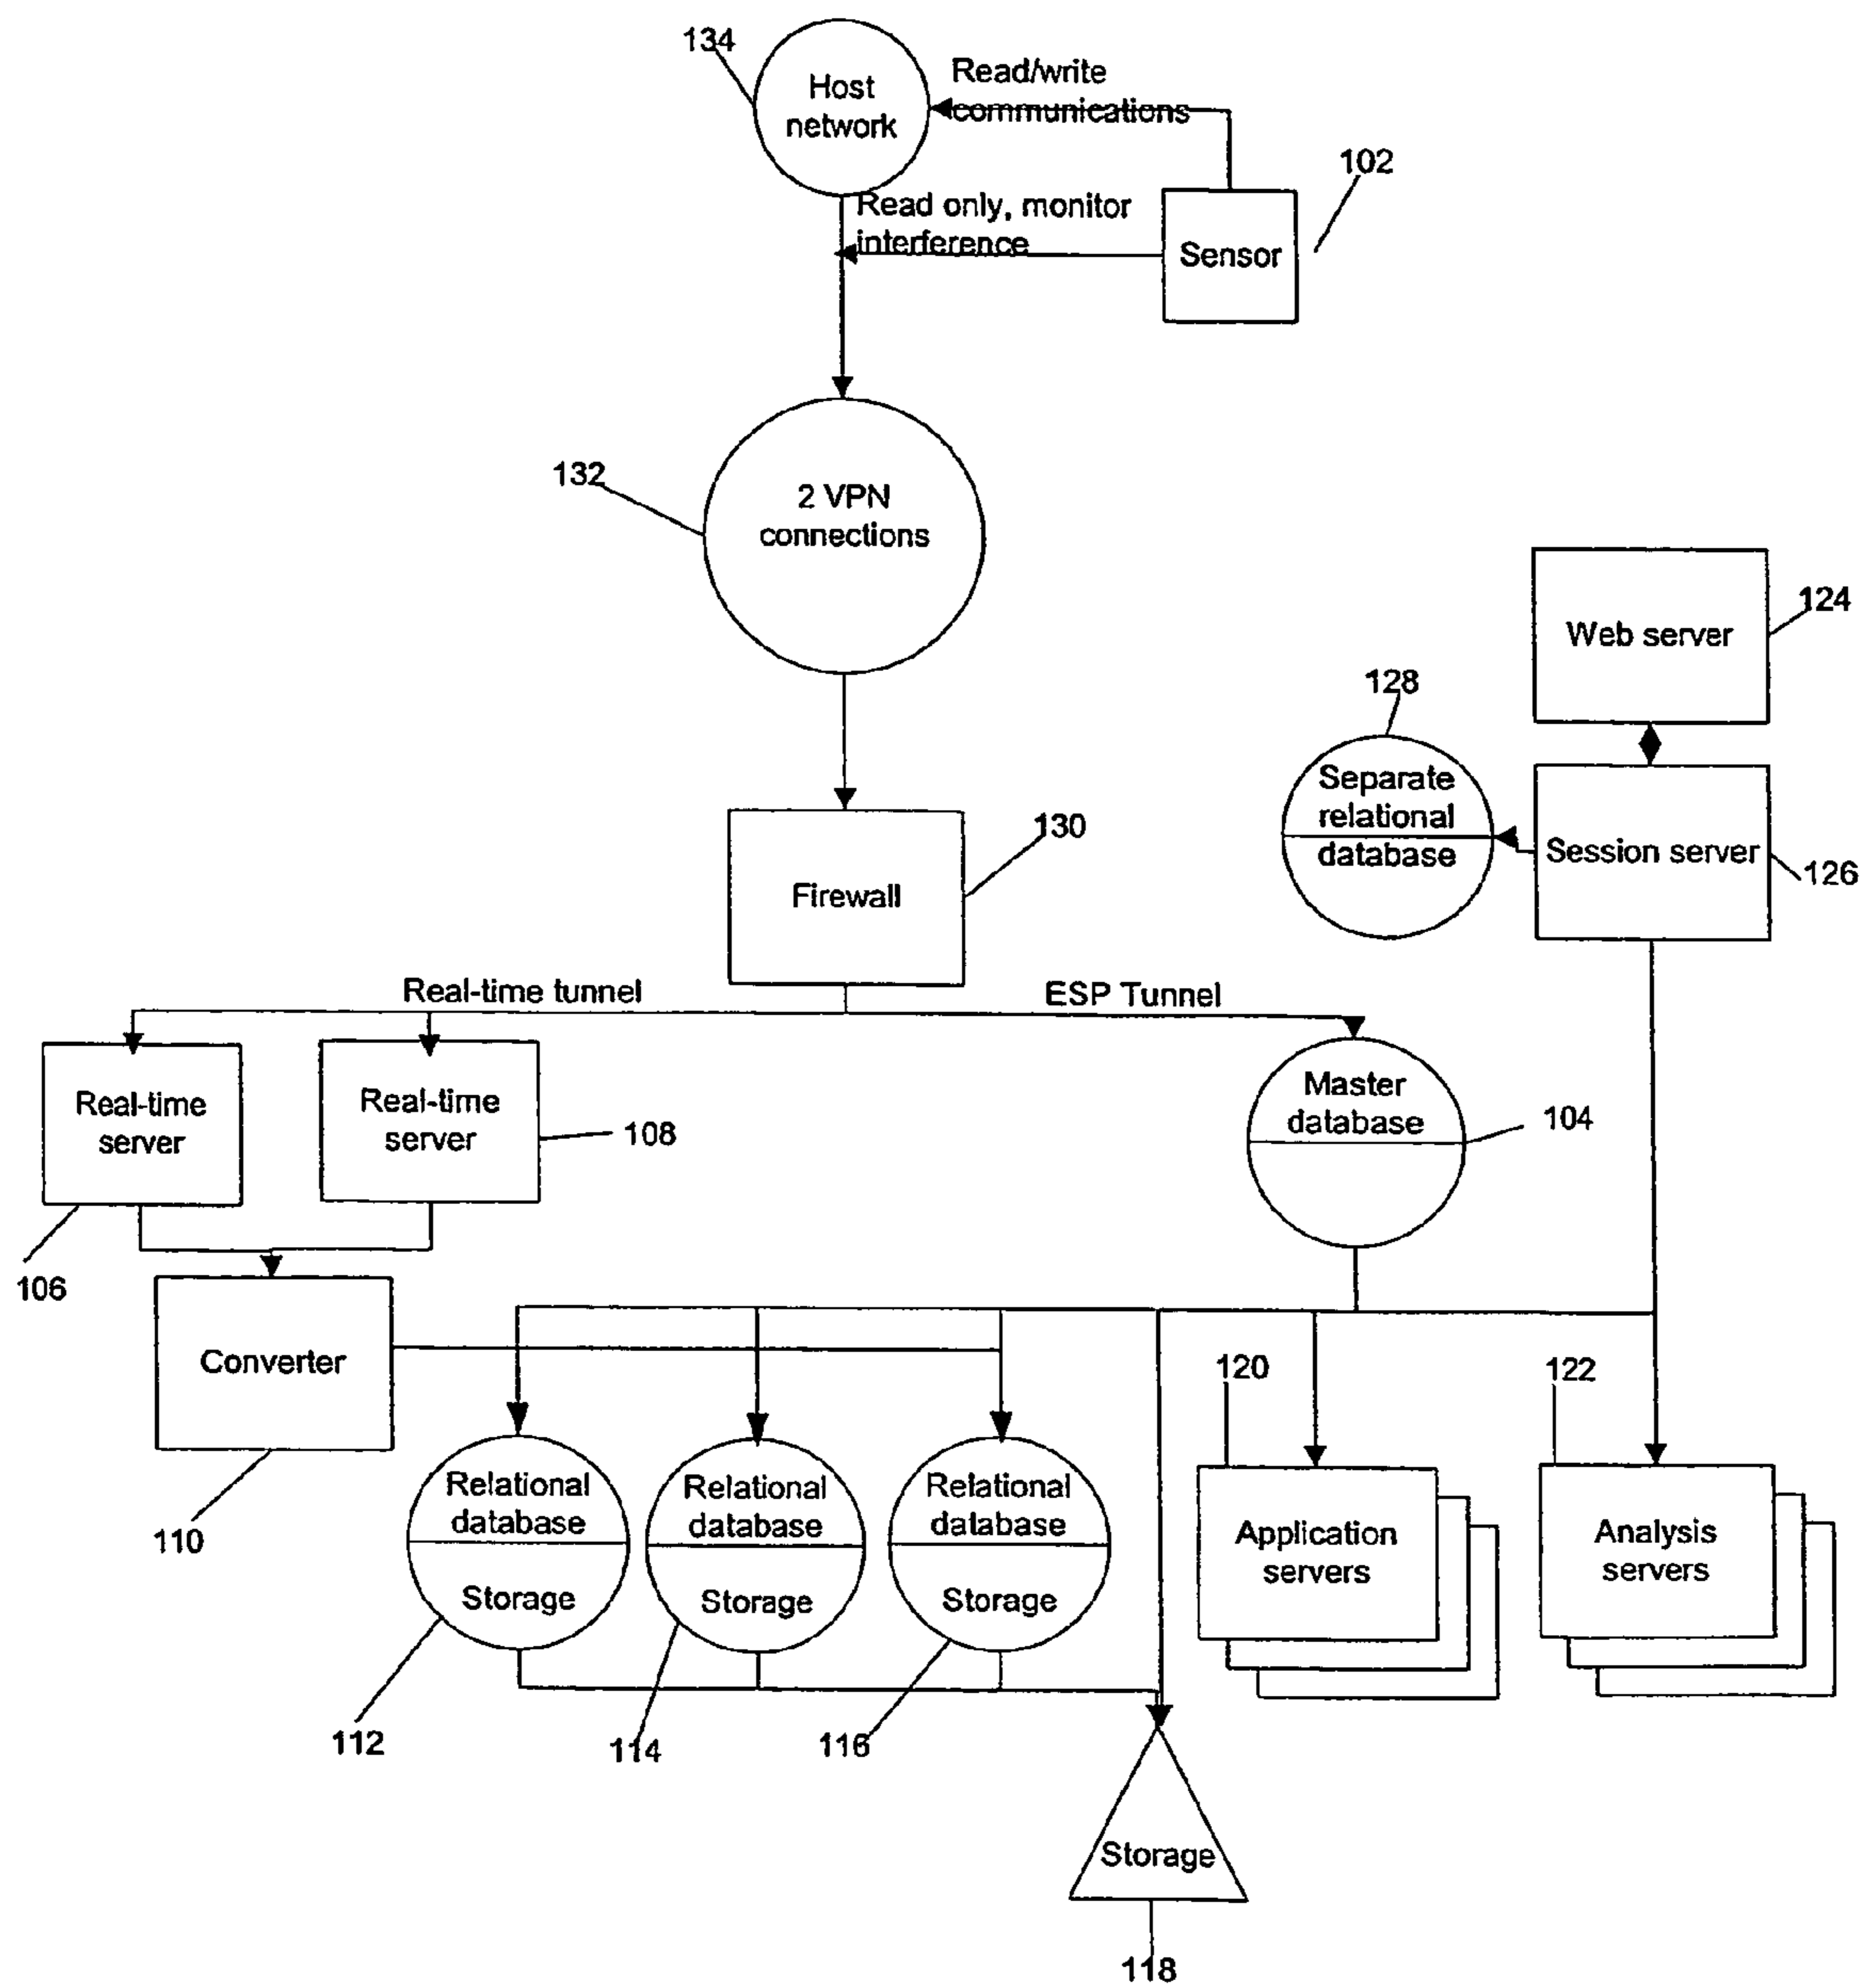 134
Host
network
Read/write
communications
102
Read only, monitor
interference
Sensor
132
2 VPN
connections
124
Web server
128
Separate
relational
database
Session server
126
130
Firewall
Real-time tunnel
ESP Tunnel
Real-time
server
Real-time
server
108
Master
database
104
106
Converter
120
122
110
Relational
database
Storage
Relational
database
Storage
Relational
database
Storage
Application
servers
Analysis
servers
112
114
116
Storage
118